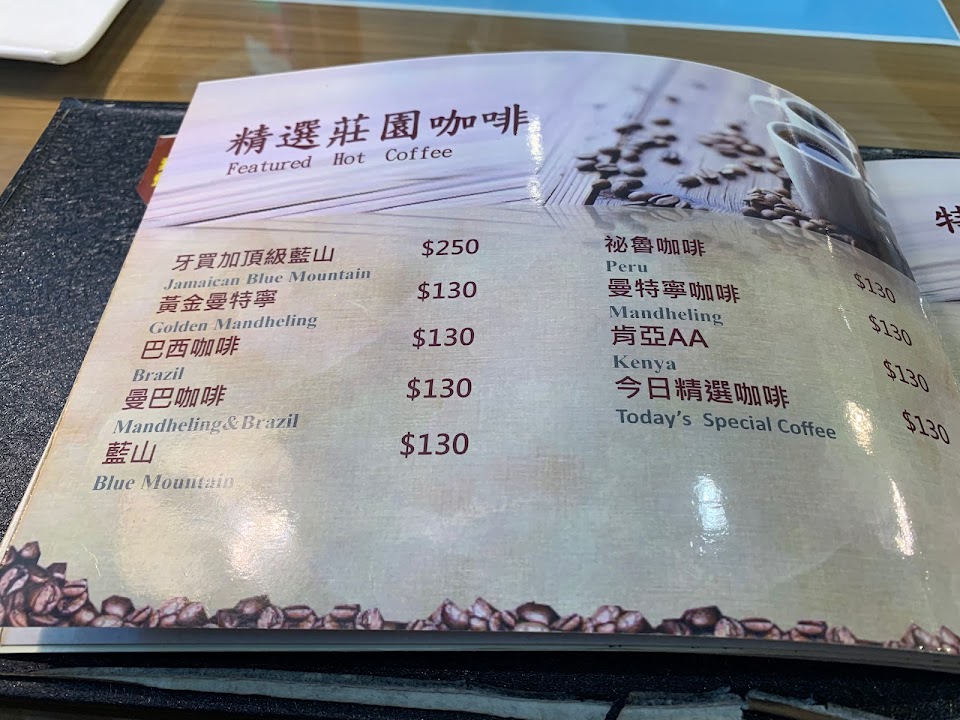 精選莊園咖啡
Featured Hot Coffee
牙買加頂級藍山 $250
Jamaican Blue Mountain
黃金曼特寧 $130
Golden Mandheling
巴西咖啡 $130
Brazil
曼巴咖啡 $130
Mandheling&Brazil
藍山 $130
Blue Mountain
祕魯咖啡 $130
Peru
曼特寧咖啡 $130
Mandheling
肯亞AA $130
Kenya
今日精選咖啡 $130
Today's Special Coffee
特